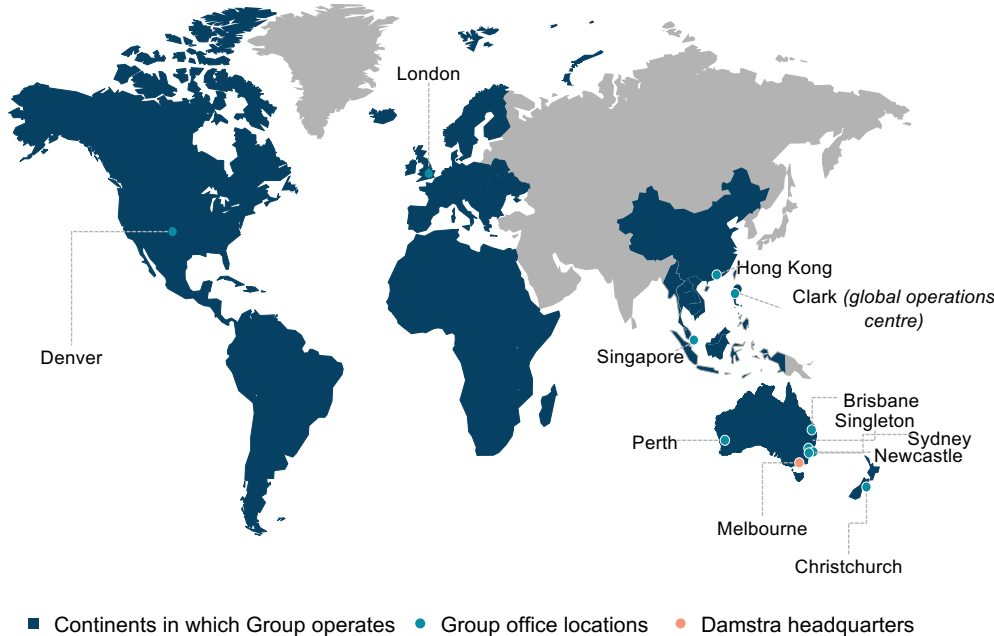 London
Hong Kong
Clark (global operations
centre)
Denver
Singapore
Brisbane
Singleton
Perth
Sydney
Newcastle
Melbourne
Christchurch
Continents in which Group operates
Group office locations
Damstra headquarters